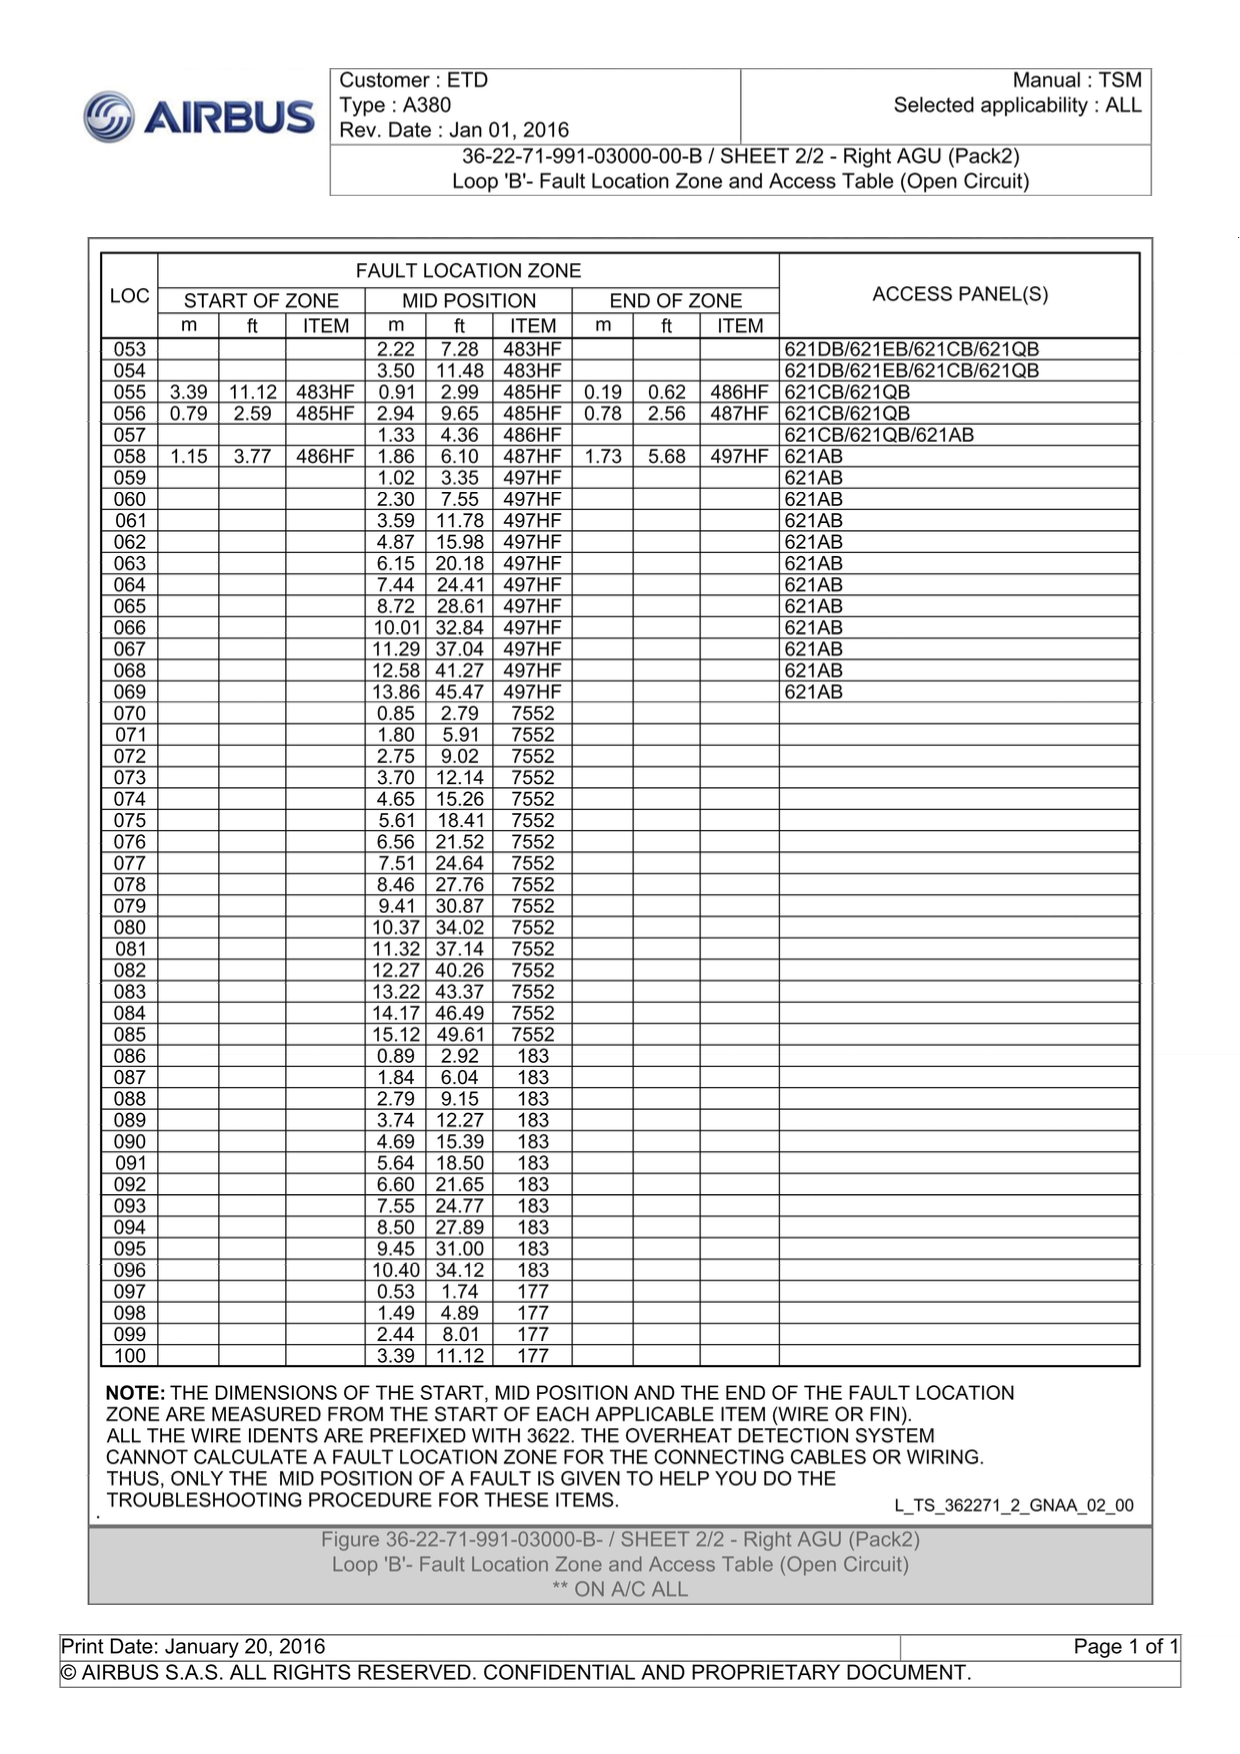 AIRBUS
Customer : ETD
Type : A380
Rev. Date : Jan 01, 2016
Manual : TSM
Selected applicability : ALL
36-22-71-991-03000-00-B / SHEET 2/2 - Right AGU (Pack2)
Loop 'B'- Fault Location Zone and Access Table (Open Circuit)
LOC FAULT LOCATION ZONE ACCESS PANEL(S)
START OF ZONE MID POSITION END OF ZONE
m ft ITEM m ft ITEM m ft ITEM
053 2.22 7.28 483HF 621DB/621EB/621CB/621QB
054 3.50 11.48 483HF 621DB/621EB/621CB/621QB
055 3.39 11.12 483HF 0.91 2.99 485HF 0.19 0.62 486HF 621CB/621QB
056 0.79 2.59 485HF 2.94 9.65 485HF 0.78 2.56 487HF 621CB/621QB
057 1.33 4.36 486HF 621CB/621QB/621AB
058 1.15 3.77 486HF 1.86 6.10 487HF 1.73 5.68 497HF 621AB
059 1.02 3.35 497HF 621AB
060 2.30 7.55 497HF 621AB
061 3.59 11.78 497HF 621AB
062 4.87 15.98 497HF 621AB
063 6.15 20.18 497HF 621AB
064 7.44 24.41 497HF 621AB
065 8.72 28.61 497HF 621AB
066 10.01 32.84 497HF 621AB
067 11.29 37.04 497HF 621AB
068 12.58 41.27 497HF 621AB
069 13.86 45.47 497HF 621AB
070 0.85 2.79 7552
071 1.80 5.91 7552
072 2.75 9.02 7552
073 3.70 12.14 7552
074 4.65 15.26 7552
075 5.61 18.41 7552
076 6.56 21.52 7552
077 7.51 24.64 7552
078 8.46 27.76 7552
079 9.41 30.87 7552
080 10.37 34.02 7552
081 11.32 37.14 7552
082 12.27 40.26 7552
083 13.22 43.37 7552
084 14.17 46.49 7552
085 15.12 49.61 7552
086 0.89 2.92 183
087 1.84 6.04 183
088 2.79 9.15 183
089 3.74 12.27 183
090 4.69 15.39 183
091 5.64 18.50 183
092 6.60 21.65 183
093 7.55 24.77 183
094 8.50 27.89 183
095 9.45 31.00 183
096 10.40 34.12 183
097 0.53 1.74 177
098 1.49 4.89 177
099 2.44 8.01 177
100 3.39 11.12 177
NOTE: THE DIMENSIONS OF THE START, MID POSITION AND THE END OF THE FAULT LOCATION
ZONE ARE MEASURED FROM THE START OF EACH APPLICABLE ITEM (WIRE OR FIN).
ALL THE WIRE IDENTS ARE PREFIXED WITH 3622. THE OVERHEAT DETECTION SYSTEM
CANNOT CALCULATE A FAULT LOCATION ZONE FOR THE CONNECTING CABLES OR WIRING.
THUS, ONLY THE MID POSITION OF A FAULT IS GIVEN TO HELP YOU DO THE
TROUBLESHOOTING PROCEDURE FOR THESE ITEMS.
L_TS_362271_2_GNAA_02_00
Figure 36-22-71-991-03000-B- / SHEET 2/2 - Right AGU (Pack2)
Loop 'B'- Fault Location Zone and Access Table (Open Circuit)
** ON A/C ALL
Print Date: January 20, 2016
Page 1 of 1
© AIRBUS S.A.S. ALL RIGHTS RESERVED. CONFIDENTIAL AND PROPRIETARY DOCUMENT.